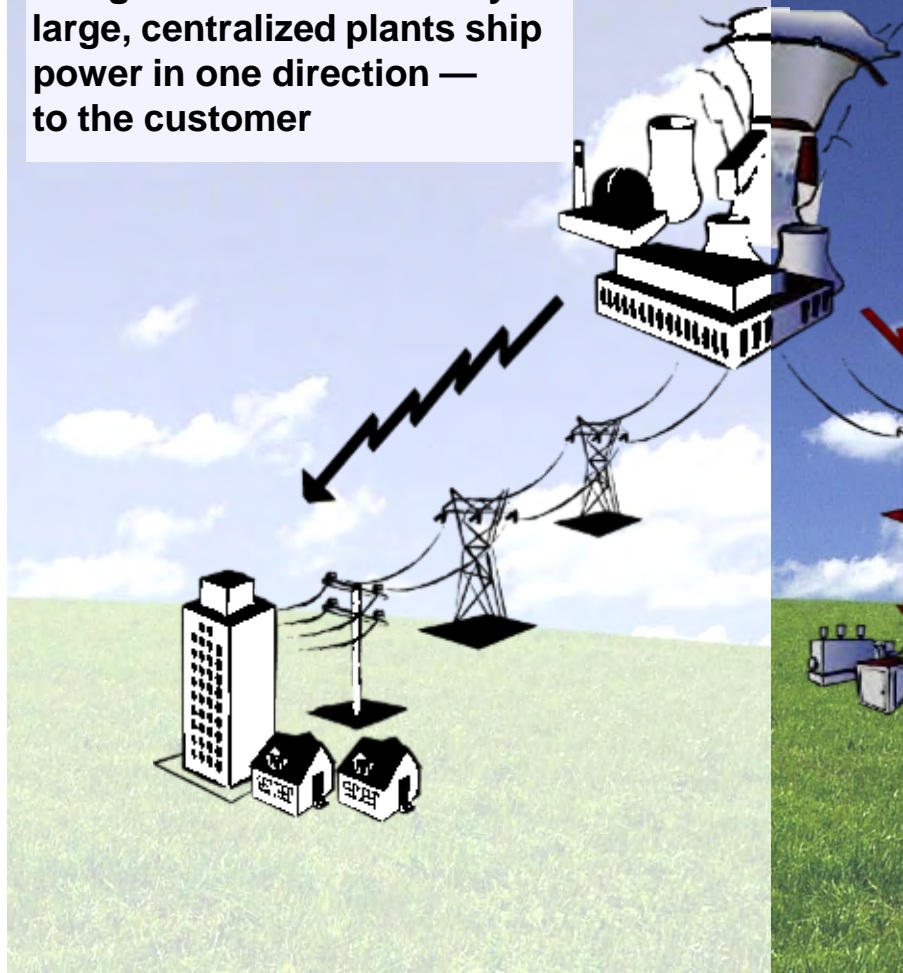 large, centralized plants ship
power in one direction —
to the customer